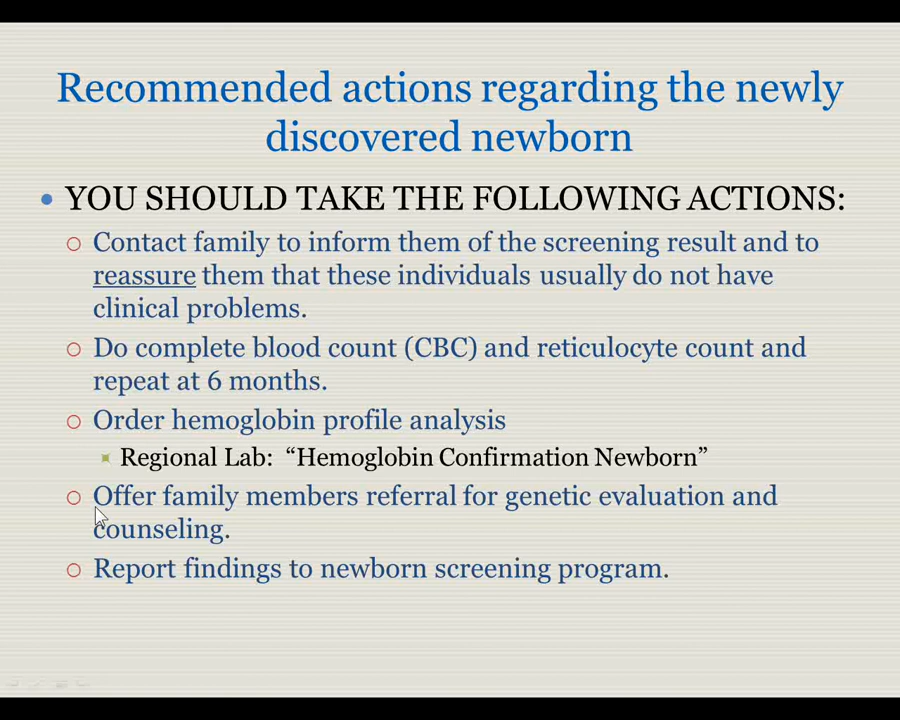 Recommended actions regarding the newly
discovered newborn
YOU SHOULD TAKE THE FOLLOWING ACTIONS:
Contact family to inform them of the screening result and to
reassure them that these individuals usually do not have
clinical problems.
Do complete blood count (CBC) and reticulocyte count and
repeat at 6 months.
Order hemoglobin profile analysis
Regional Lab: “Hemoglobin Confirmation Newborn”
Offer family members referral for genetic evaluation and
counseling.
Report findings to newborn screening program.